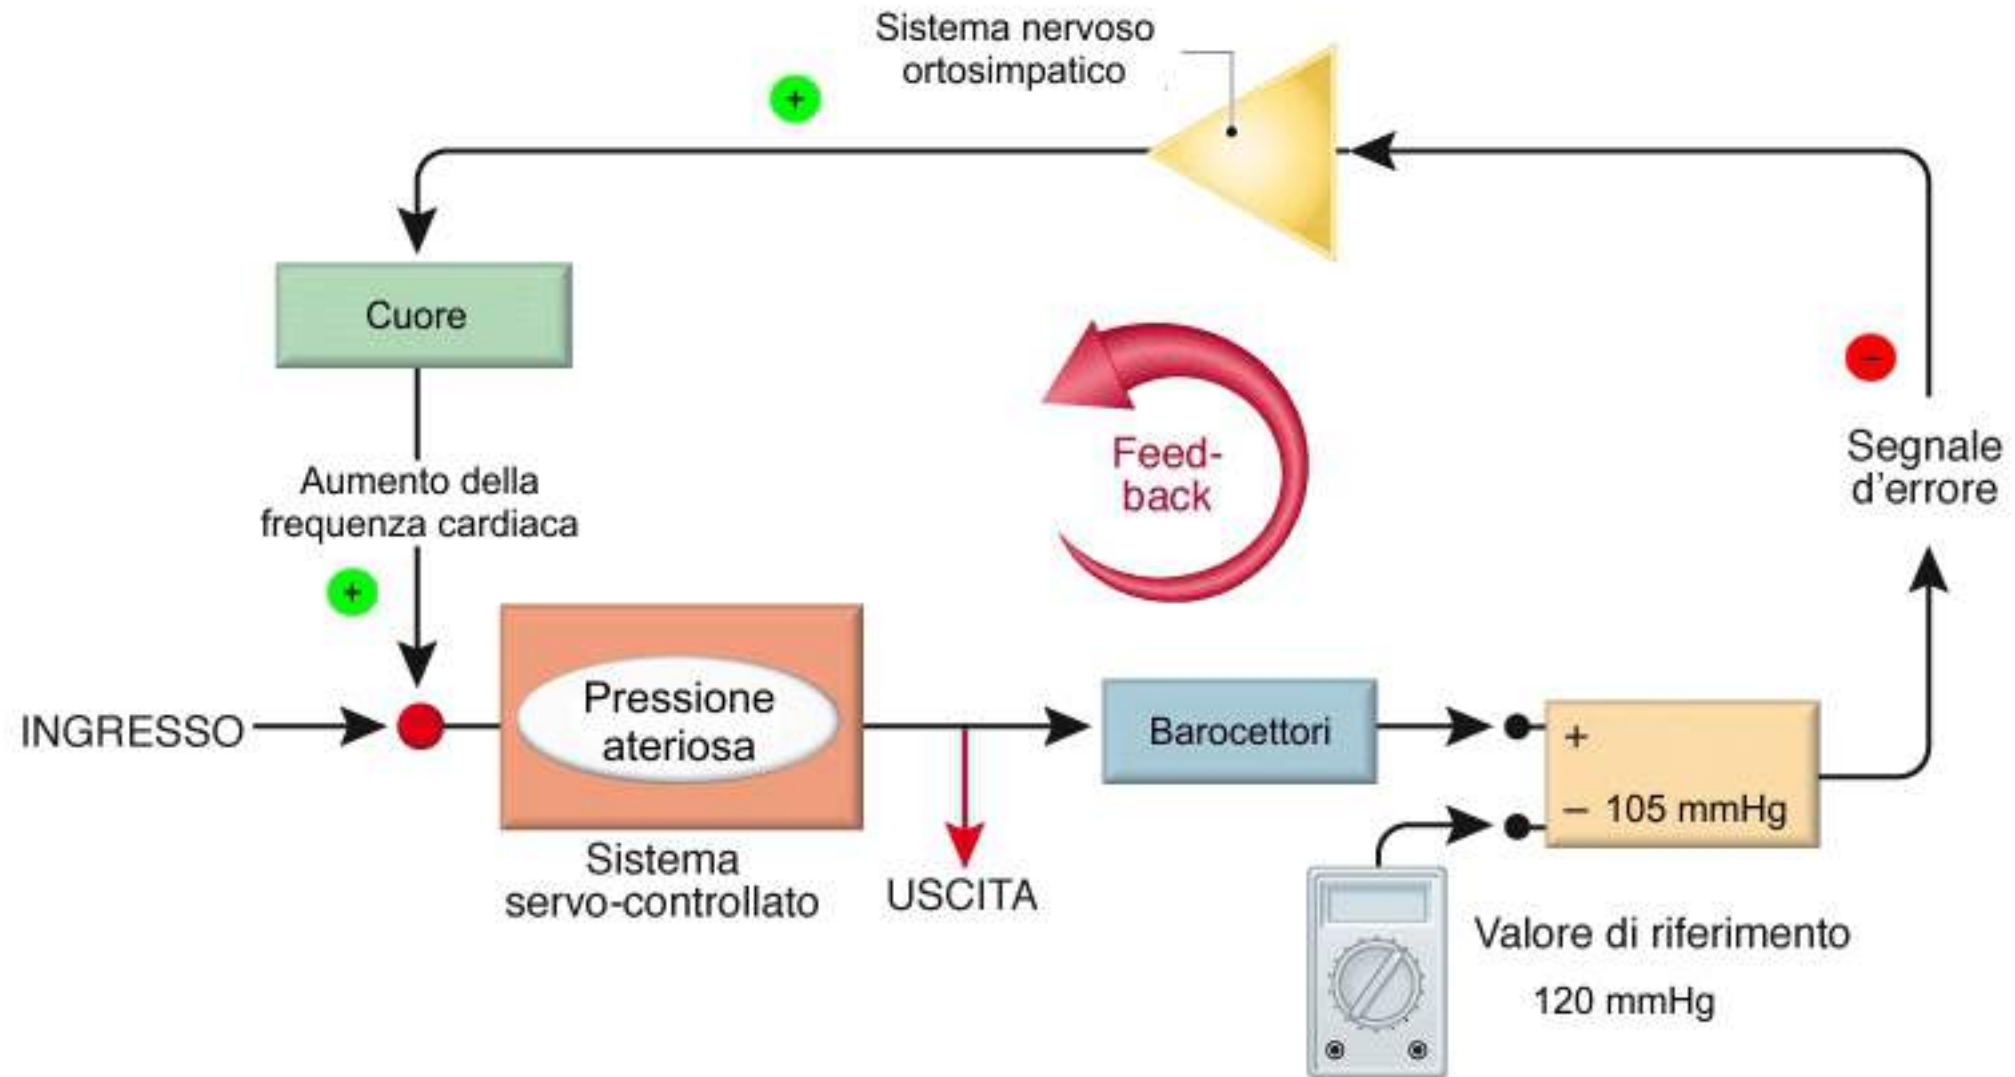 Sistema nervoso
ortosimpatico
+
Cuore
Feed-
back
−
Segnale
d'errore
Aumento della
frequenza cardiaca
+
INGRESSO
Pressione
ateriosa
Sistema
servo-controllato
USCITA
Barocettori
+
− 105 mmHg
Valore di riferimento
120 mmHg